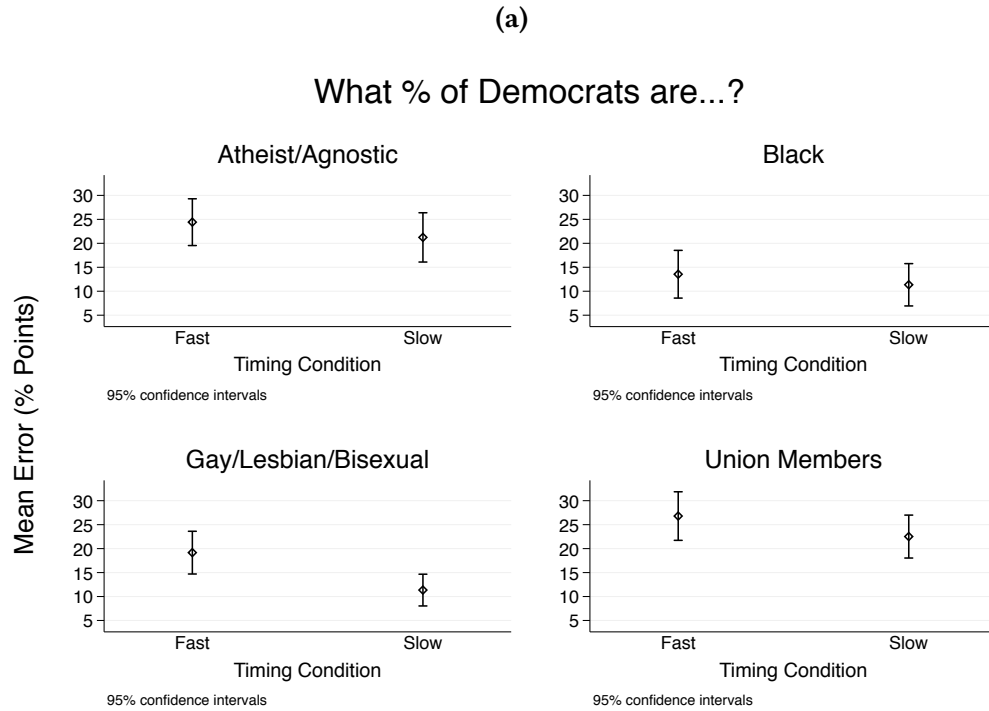 (a)
What % of Democrats are...?
Mean Error (% Points)
Atheist/Agnostic
30
25
20
15
10
5
Fast
Slow
Timing Condition
95% confidence intervals
Black
30
25
20
15
10
5
Fast
Slow
Timing Condition
95% confidence intervals
Gay/Lesbian/Bisexual
30
25
20
15
10
5
Fast
Slow
Timing Condition
95% confidence intervals
Union Members
30
25
20
15
10
5
Fast
Slow
Timing Condition
95% confidence intervals